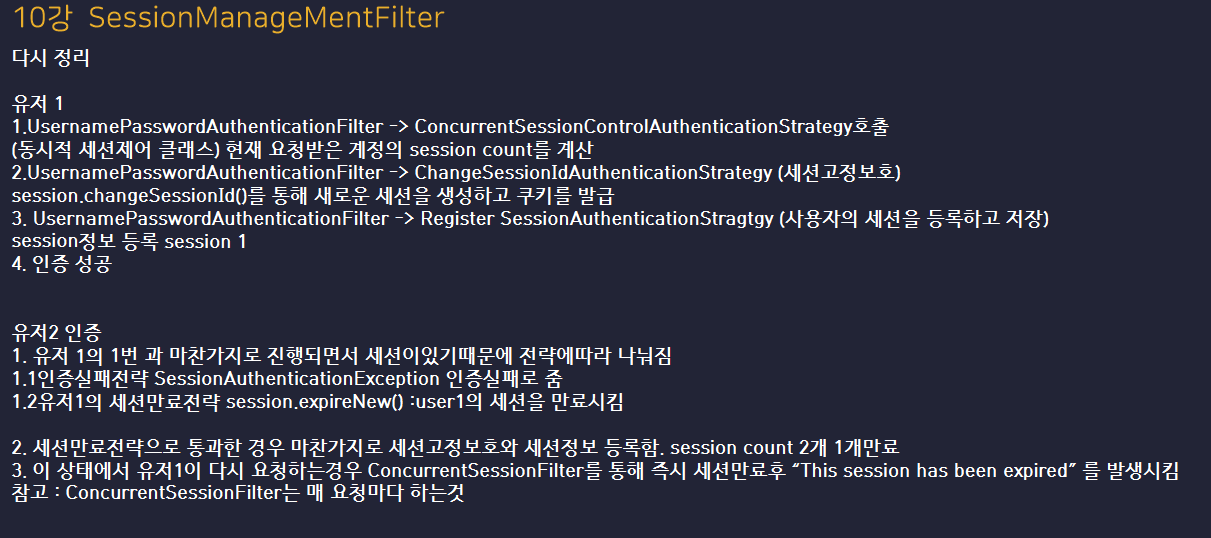 10강 SessionManageMentFilter
다시 정리
유저 1
1.UsernamePasswordAuthenticationFilter -> ConcurrentSessionControlAuthenticationStrategy호출
(동시적 세션제어 클래스) 현재 요청받은 계정의 session count를 계산
2.UsernamePasswordAuthenticationFilter -> ChangeSessionIdAuthenticationStrategy (세션고정보호)
session.changeSessionId()를 통해 새로운 세션을 생성하고 쿠키를 발급
3. UsernamePasswordAuthenticationFilter -> Register SessionAuthenticationStragtgy (사용자의 세션을 등록하고 저장)
session정보 등록 session 1
4. 인증 성공
유저2 인증
1. 유저 1의 1번 과 마찬가지로 진행되면서 세션이있기때문에 전략에따라 나눠짐
1.1인증실패전략 SessionAuthenticationException 인증실패로 줌
1.2유저1의 세션만료전략 session.expireNew() :user1의 세션을 만료시킴
2. 세션만료전략으로 통과한 경우 마찬가지로 세션고정보호와 세션정보 등록함. session count 2개 1개만료
3. 이 상태에서 유저1이 다시 요청하는경우 ConcurrentSessionFilter를 통해 즉시 세션만료후 “This session has been expired” 를 발생시킴
참고 : ConcurrentSessionFilter는 매 요청마다 하는것